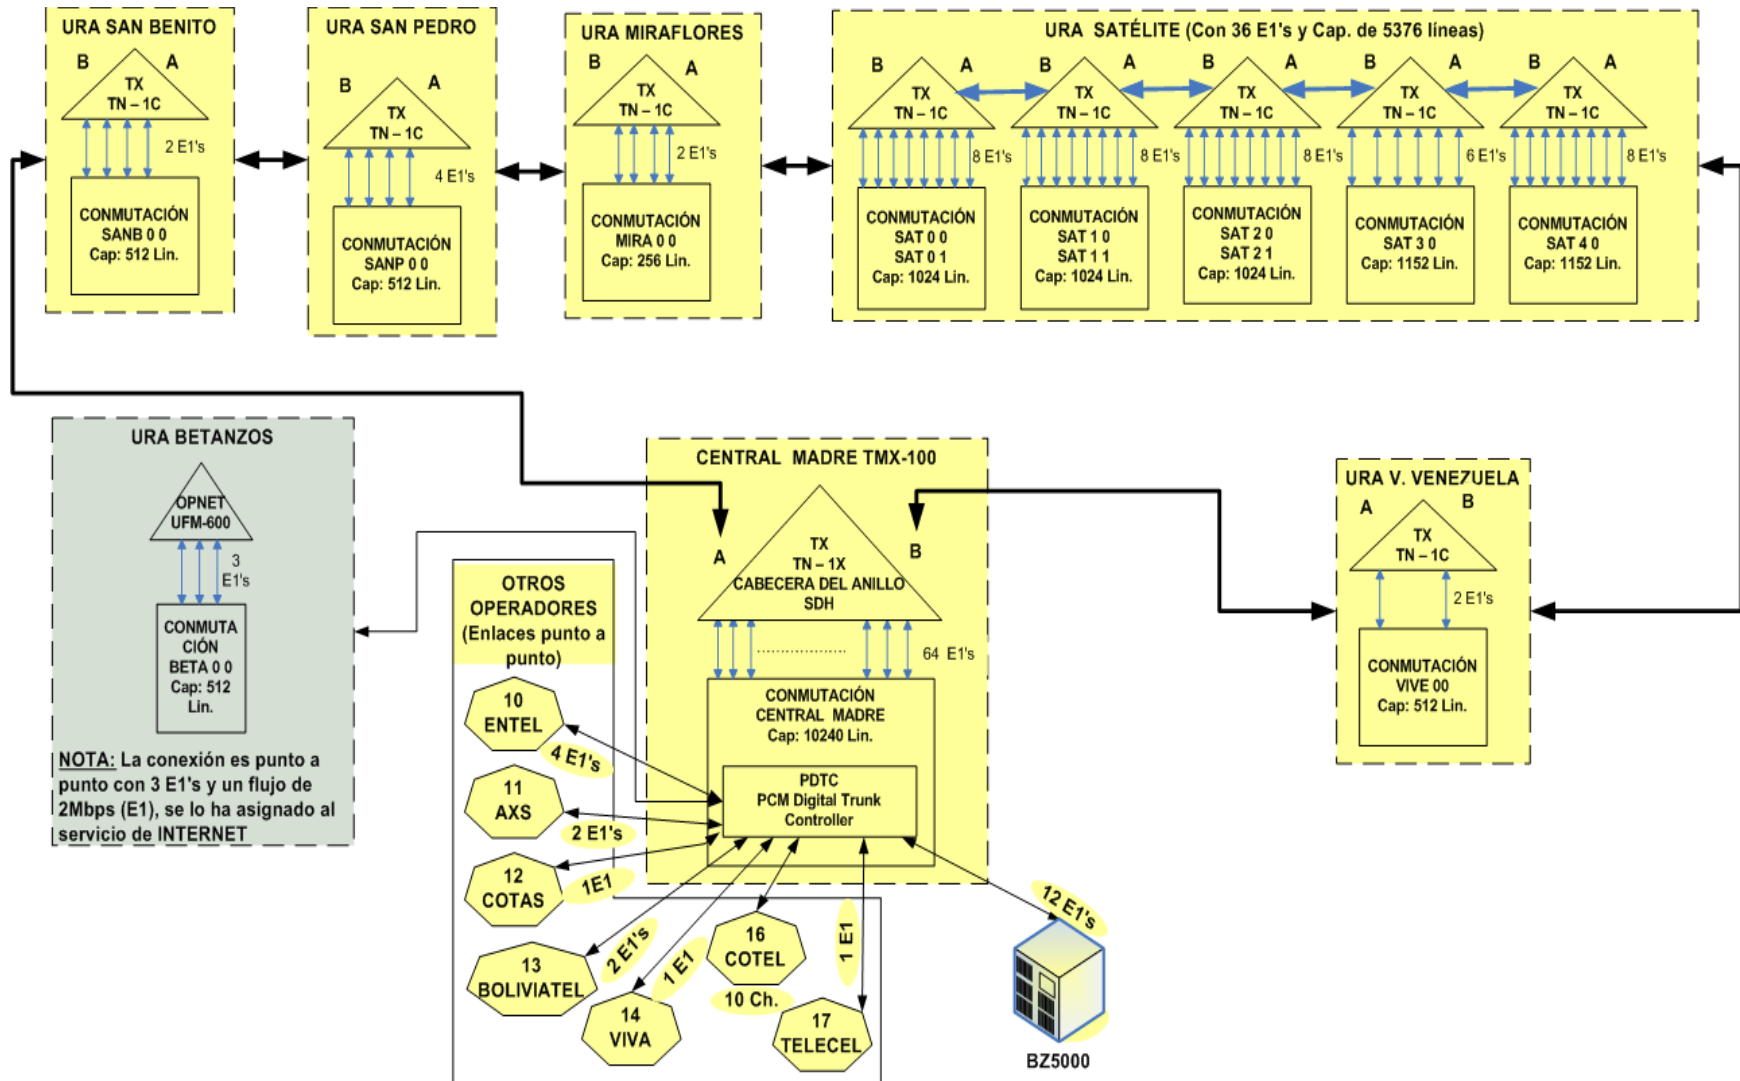 URA SAN BENITO
B
A
TX
TN – 1C
2 E1's
CONMUTACIÓN
SANB 0 0
Cap: 512 Lin.
URA SAN PEDRO
B
A
TX
TN – 1C
4 E1's
CONMUTACIÓN
SANP 0 0
Cap: 512 Lin.
URA MIRAFLORES
B
A
TX
TN – 1C
2 E1's
CONMUTACIÓN
MIRA 0 0
Cap: 256 Lin.
URA SATÉLITE (Con 36 E1's y Cap. de 5376 líneas)
B
A
TX
TN – 1C
8 E1's
CONMUTACIÓN
SAT 0 0
SAT 0 1
Cap: 1024 Lin.
B
A
TX
TN – 1C
8 E1's
CONMUTACIÓN
SAT 1 0
SAT 1 1
Cap: 1024 Lin.
B
A
TX
TN – 1C
8 E1's
CONMUTACIÓN
SAT 2 0
SAT 2 1
Cap: 1024 Lin.
B
A
TX
TN – 1C
6 E1's
CONMUTACIÓN
SAT 3 0
Cap: 1152 Lin.
B
A
TX
TN – 1C
8 E1's
CONMUTACIÓN
SAT 4 0
Cap: 1152 Lin.
URA BETANZOS
OPNET
UFM-600
3
E1's
CONMUTA
CIÓN
BETA 0 0
Cap: 512
Lin.
NOTA: La conexión es punto a
punto con 3 E1's y un flujo de
2Mbps (E1), se lo ha asignado al
servicio de INTERNET
CENTRAL MADRE TMX-100
A
B
TX
TN – 1X
CABECERA DEL ANILLO
SDH
64 E1's
CONMUTACIÓN
CENTRAL MADRE
Cap: 10240 Lin.
PDTC
PCM Digital Trunk
Controller
URA V. VENEZUELA
A
B
TX
TN – 1C
2 E1's
CONMUTACIÓN
VIVE 00
Cap: 512 Lin.
OTROS
OPERADORES
(Enlaces punto a
punto)
10
ENTEL
4 E1's
11
AXS
2 E1's
12
COTAS
1E1
13
BOLIVIATEL
2 E1's
14
VIVA
1 E1
16
COTEL
10 Ch.
17
TELECEL
1 E1
12 E1's
BZ5000